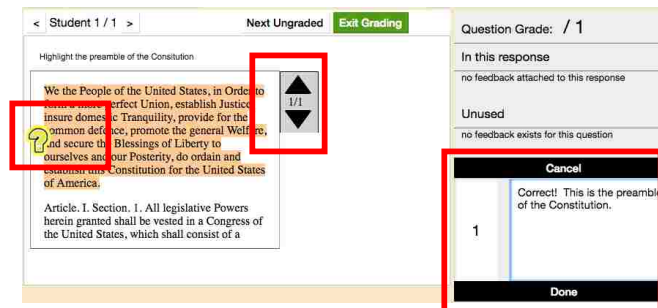 < Student 1 / 1 > Next Ungraded Exit Grading
Highlight the preamble of the Consitution
We the People of the United States, in Order to
form a more perfect Union, establish Justice
insure domestic Tranquility, provide for the
common defence, promote the general Welfare,
and secure the Blessings of Liberty to
ourselves and our Posterity, do ordain and
establish this Constitution for the United States
of America.
Article. I. Section. 1. All legislative Powers
herein granted shall be vested in a Congress of
the United States, which shall consist of a
1/1
?
Question Grade: / 1
In this response
no feedback attached to this response
Unused
no feedback exists for this question
Cancel
1
Correct! This is the preamble
of the Constitution.
Done